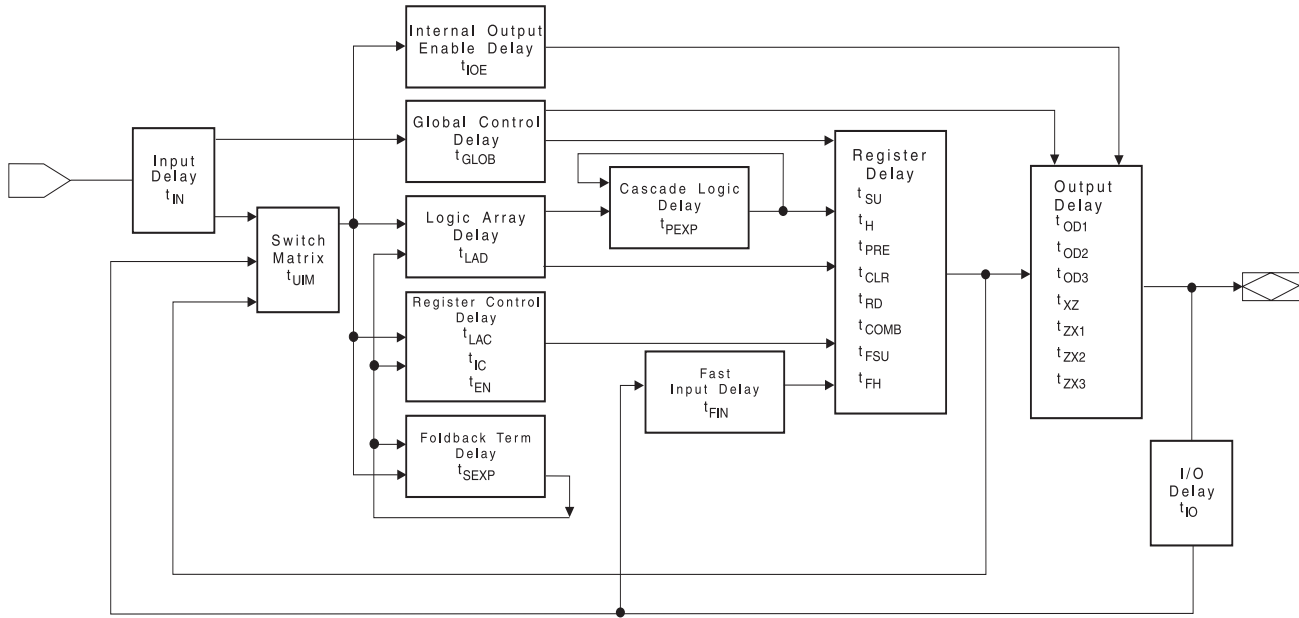 Internal Output
Enable Delay
tIOE
Global Control
Delay
tGLOB
Input
Delay
tIN
Switch
Matrix
tUIM
Logic Array
Delay
tLAD
Cascade Logic
Delay
tPEXP
Register Control
Delay
tLAC
tIC
tEN
Fast
Input Delay
tFIN
Foldback Term
Delay
tSEXP
Register
Delay
tSU
tH
tPRE
tCLR
tRD
tCOMB
tFSU
tFH
Output
Delay
tOD1
tOD2
tOD3
tXZ
tZX1
tZX2
tZX3
I/O
Delay
tIO